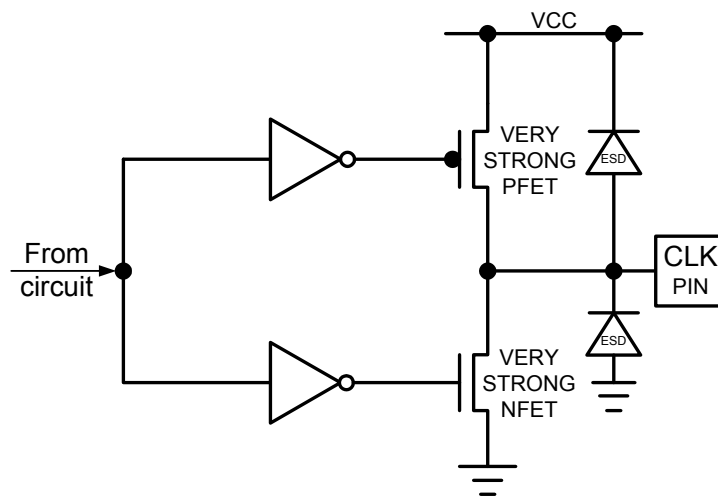 VCC
VERY
STRONG
PFET
ESD
From
circuit
CLK
PIN
VERY
STRONG
NFET
ESD